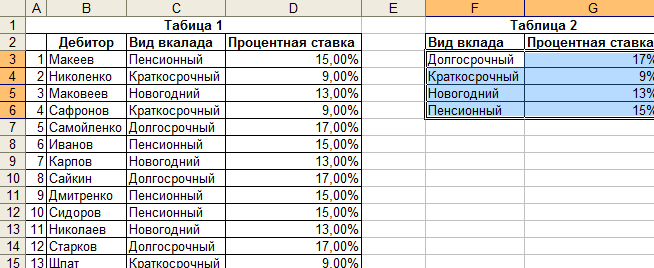 A B C D E F G
1 Табица 1 Таблица 2
2 Дебитор Вид вкалада Процентная ставка Вид вклада Процентная ставка
3 1 Макеев Пенсионный 15,00% Долгосрочный 17%
4 2 Николенко Краткосрочный 9,00% Краткосрочный 9%
5 3 Маковеев Новогодний 13,00% Новогодний 13%
6 4 Сафронов Краткосрочный 9,00% Пенсионный 15%
7 5 Самойленко Долгосрочный 17,00%
8 6 Иванов Пенсионный 15,00%
9 7 Карпов Новогодний 13,00%
10 8 Сайкин Долгосрочный 17,00%
11 9 Дмитренко Пенсионный 15,00%
12 10 Сидоров Пенсионный 15,00%
13 11 Николаев Новогодний 13,00%
14 12 Старков Долгосрочный 17,00%
15 13 Шпат Краткосрочный 9,00%